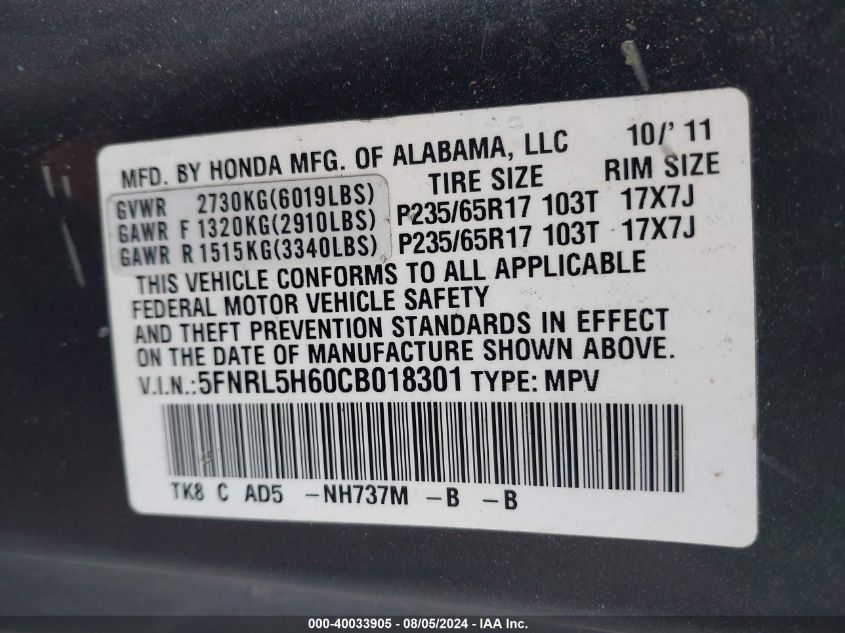 MFD. BY HONDA MFG. OF ALABAMA, LLC 10/'11
TIRE SIZE RIM SIZE
GVWR 2730KG(6019LBS)
GAWR F 1320KG(2910LBS) P235/65R17 103T 17X7J
GAWR R 1515KG(3340LBS) P235/65R17 103T 17X7J
THIS VEHICLE CONFORMS TO ALL APPLICABLE
FEDERAL MOTOR VEHICLE SAFETY
AND THEFT PREVENTION STANDARDS IN EFFECT
ON THE DATE OF MANUFACTURE SHOWN ABOVE.
V.I.N.:5FNRL5H60CB018301 TYPE: MPV
TK8 C AD5 -NH737M -B -B
000-40033905 - 08/05/2024 - IAA Inc.